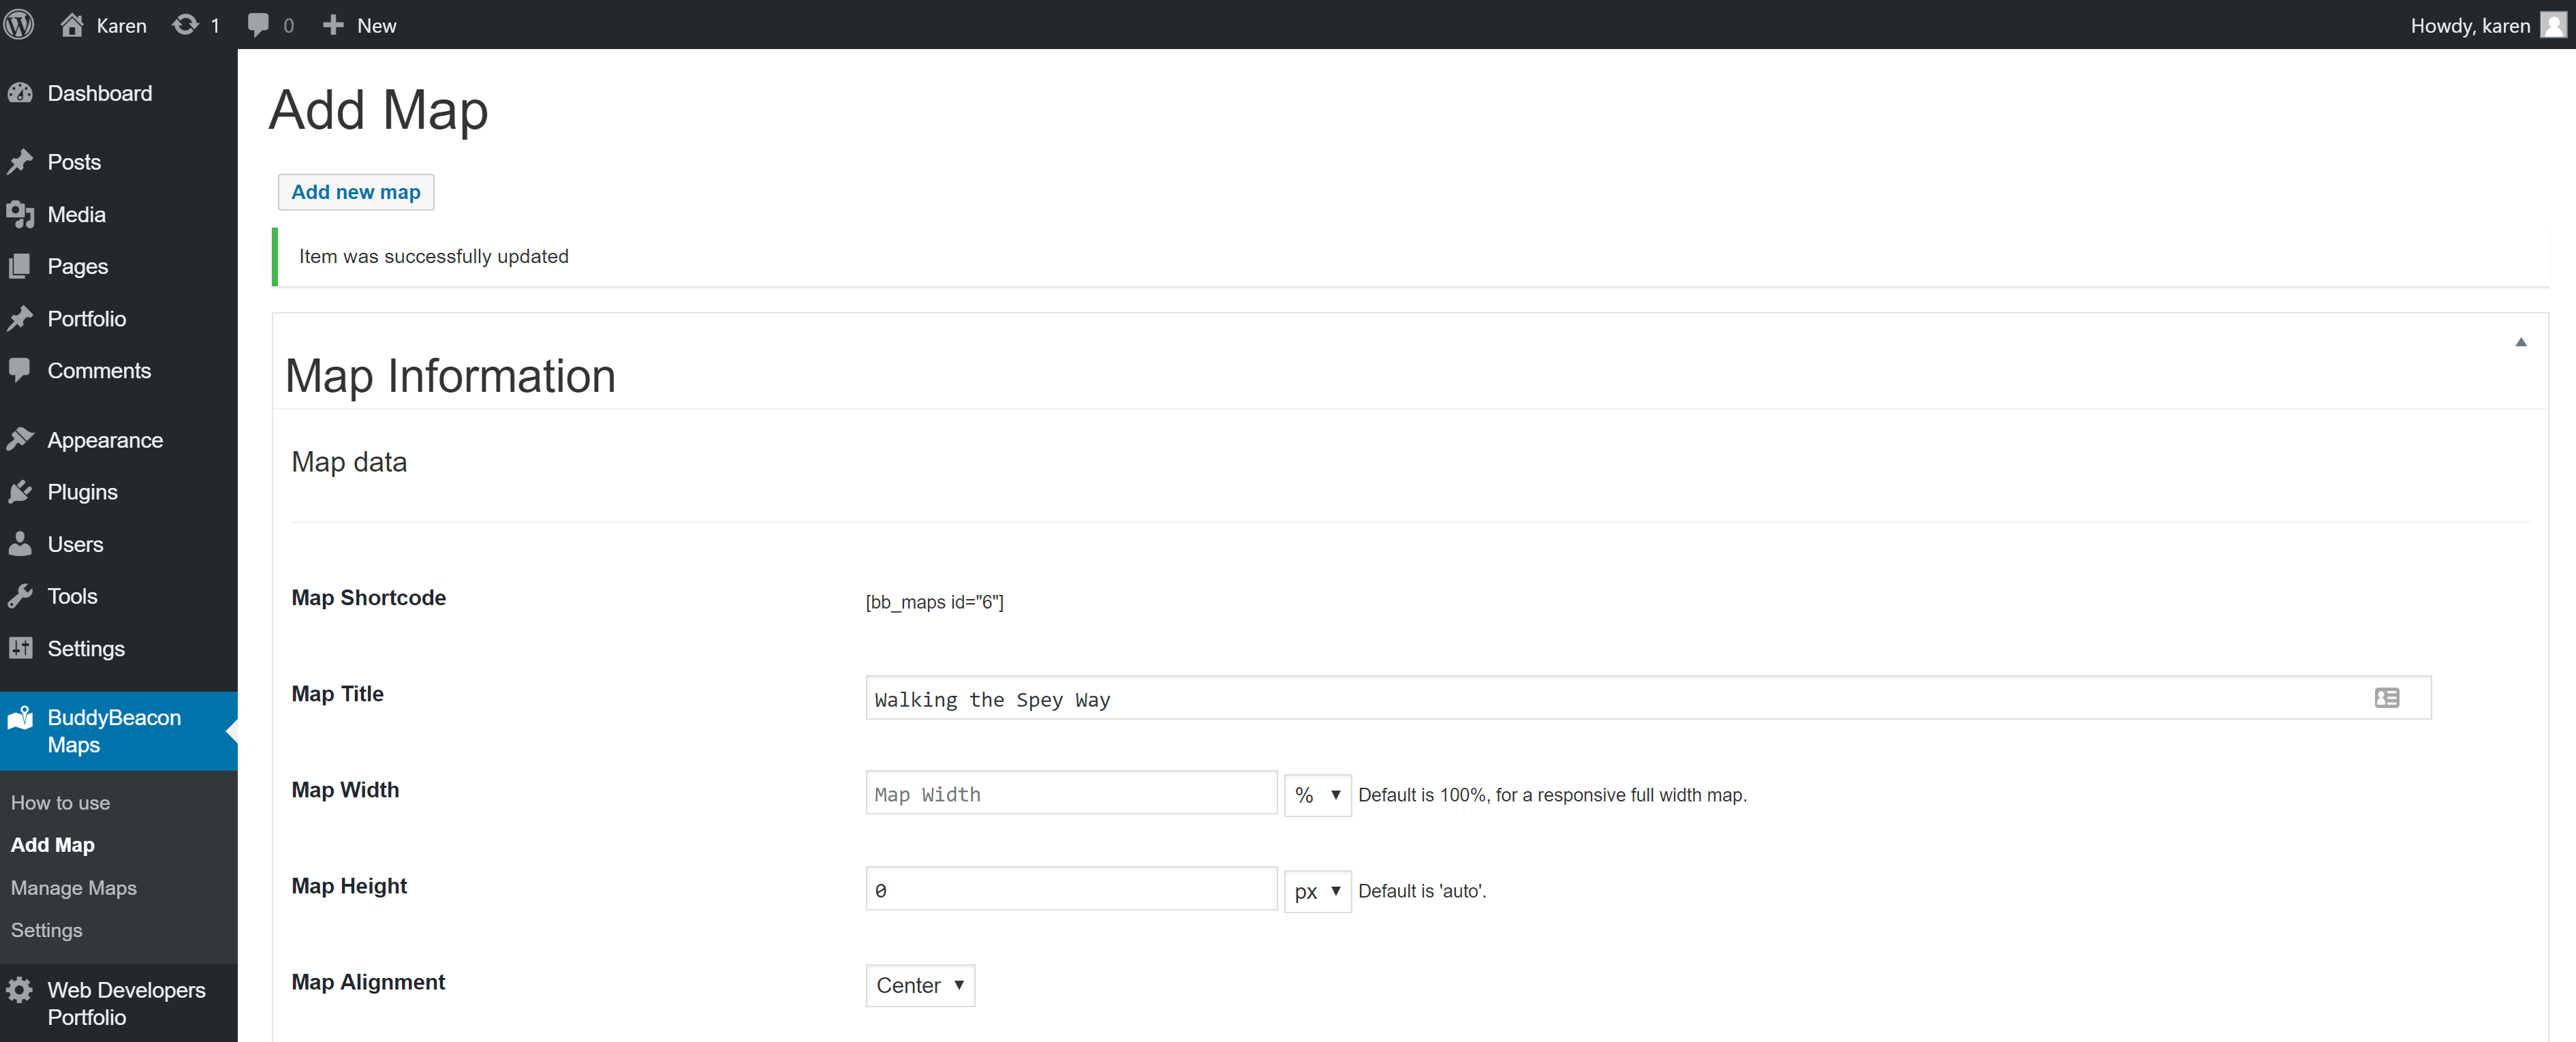 Karen 1 0 New Howdy, karen
Dashboard
Posts
Media
Pages
Portfolio
Comments
Appearance
Plugins
Users
Tools
Settings
BuddyBeacon
Maps
How to use
Add Map
Manage Maps
Settings
Web Developers
Portfolio
Add Map
Add new map
Item was successfully updated
Map Information
Map data
Map Shortcode [bb_maps id="6"]
Map Title Walking the Spey Way
Map Width Map Width % Default is 100%, for a responsive full width map.
Map Height 0 px Default is 'auto'.
Map Alignment Center